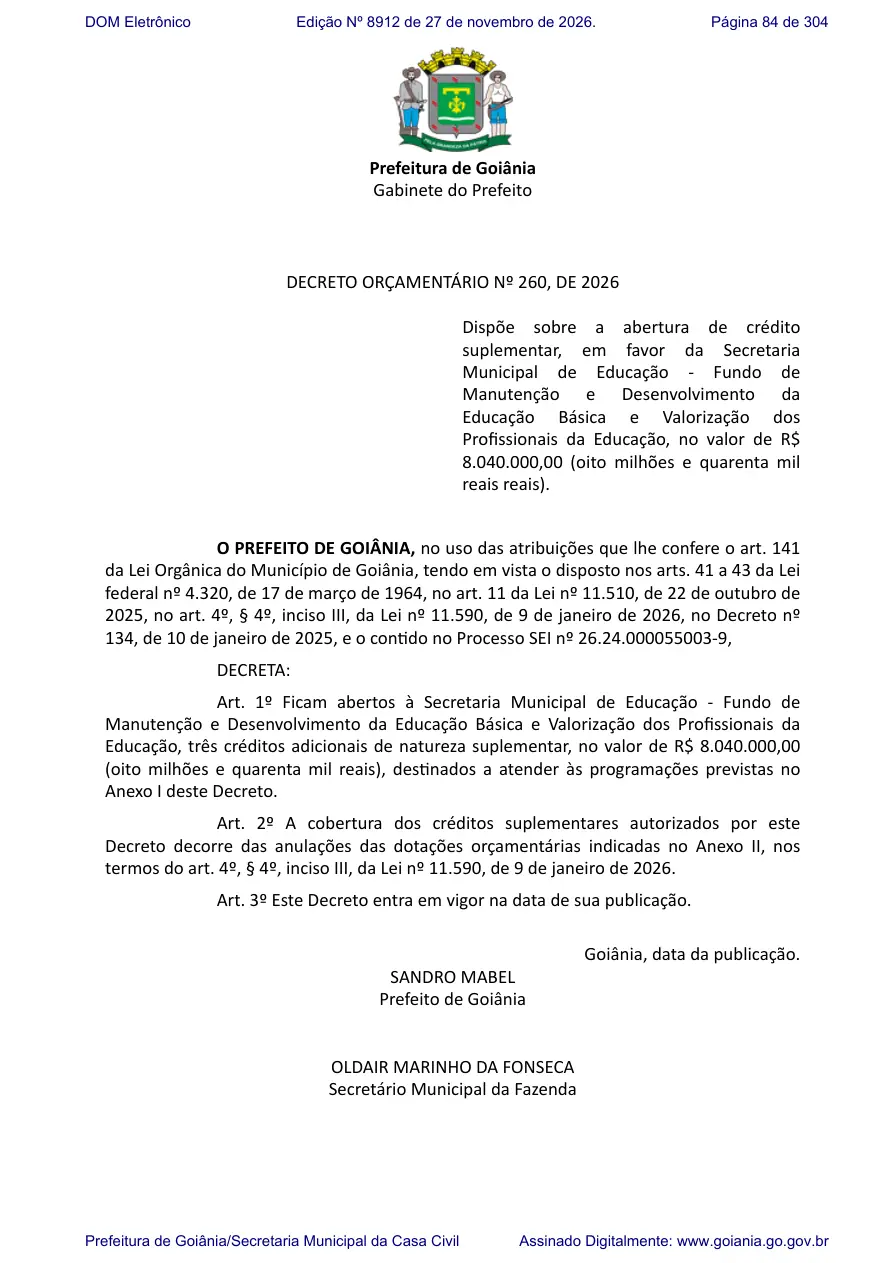 DOM Eletrônico Edição Nº 8912 de 27 de novembro de 2026. Página 84 de 304
PELA GRANDEZA DA PÁTRIA
Prefeitura de Goiânia
Gabinete do Prefeito
DECRETO ORÇAMENTÁRIO Nº 260, DE 2026
Dispõe sobre a abertura de crédito
suplementar, em favor da Secretaria
Municipal de Educação - Fundo de
Manutenção e Desenvolvimento da
Educação Básica e Valorização dos
Profissionais da Educação, no valor de R$
8.040.000,00 (oito milhões e quarenta mil
reais reais).
O PREFEITO DE GOIÂNIA, no uso das atribuições que lhe confere o art. 141
da Lei Orgânica do Município de Goiânia, tendo em vista o disposto nos arts. 41 a 43 da Lei
federal nº 4.320, de 17 de março de 1964, no art. 11 da Lei nº 11.510, de 22 de outubro de
2025, no art. 4º, § 4º, inciso III, da Lei nº 11.590, de 9 de janeiro de 2026, no Decreto nº
134, de 10 de janeiro de 2025, e o contido no Processo SEI nº 26.24.000055003-9,
DECRETA:
Art. 1º Ficam abertos à Secretaria Municipal de Educação - Fundo de
Manutenção e Desenvolvimento da Educação Básica e Valorização dos Profissionais da
Educação, três créditos adicionais de natureza suplementar, no valor de R$ 8.040.000,00
(oito milhões e quarenta mil reais), destinados a atender às programações previstas no
Anexo I deste Decreto.
Art. 2º A cobertura dos créditos suplementares autorizados por este
Decreto decorre das anulações das dotações orçamentárias indicadas no Anexo II, nos
termos do art. 4º, § 4º, inciso III, da Lei nº 11.590, de 9 de janeiro de 2026.
Art. 3º Este Decreto entra em vigor na data de sua publicação.
Goiânia, data da publicação.
SANDRO MABEL
Prefeito de Goiânia
OLDAIR MARINHO DA FONSECA
Secretário Municipal da Fazenda
Prefeitura de Goiânia/Secretaria Municipal da Casa Civil Assinado Digitalmente: www.goiania.go.gov.br